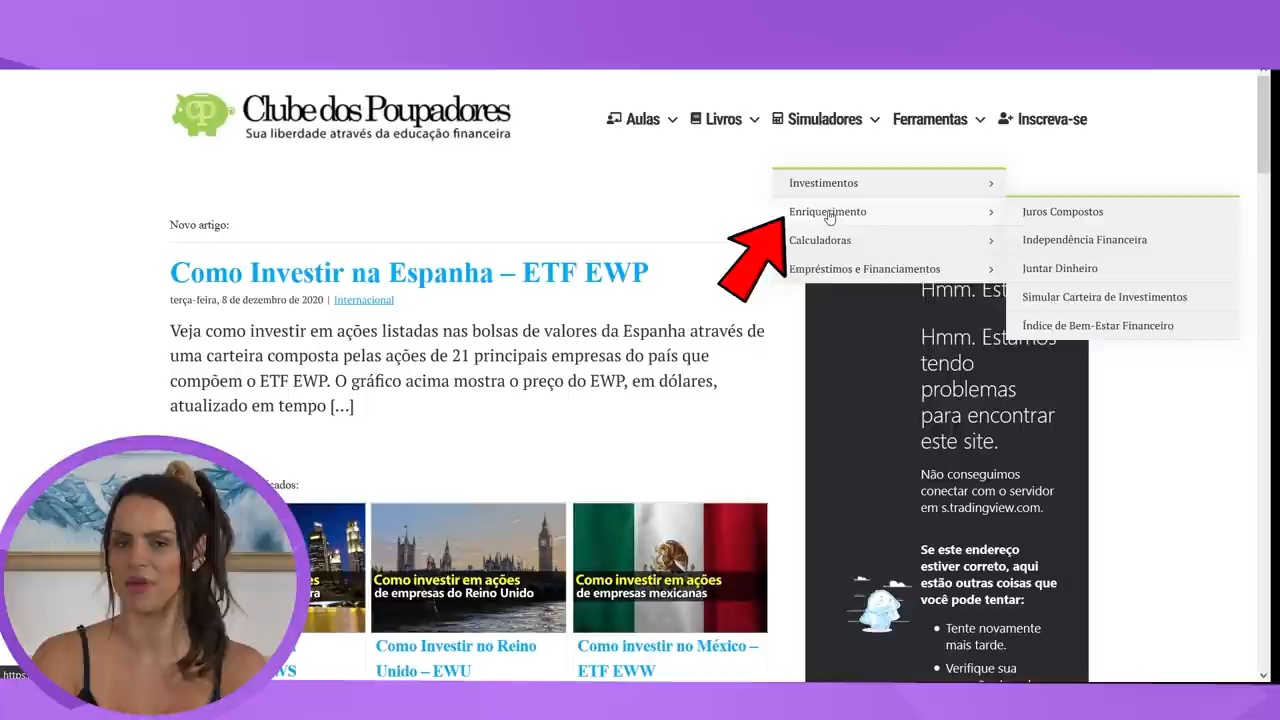 Clube dos Poupadores
Sua liberdade através da educação financeira
Aulas
Livros
Simuladores
Ferramentas
Inscreva-se
Investimentos
Enriquecimento
Calculadoras
Empréstimos e Financiamentos
Juros Compostos
Independência Financeira
Juntar Dinheiro
Simular Carteira de Investimentos
Índice de Bem-Estar Financeiro
Novo artigo:
Como Investir na Espanha – ETF EWP
terça-feira, 8 de dezembro de 2020 | Internacional
Veja como investir em ações listadas nas bolsas de valores da Espanha através de
uma carteira composta pelas ações de 21 principais empresas do país que
compõem o ETF EWP. O gráfico acima mostra o preço do EWP, em dólares,
atualizado em tempo […]
Como investir em ações
de empresas do Reino Unido
Como investir em ações
de empresas mexicanas
Como Investir no Reino
Unido – EWU
Como investir no México –
ETF EWW
Hmm. Est
Hmm. Estamos
tendo
problemas
para encontrar
este site.
Não conseguimos
conectar com o servidor
em s.tradingview.com.
Se este endereço
estiver correto, aqui
estão outras coisas que
você pode tentar:
• Tente novamente
mais tarde.
• Verifique sua
https: